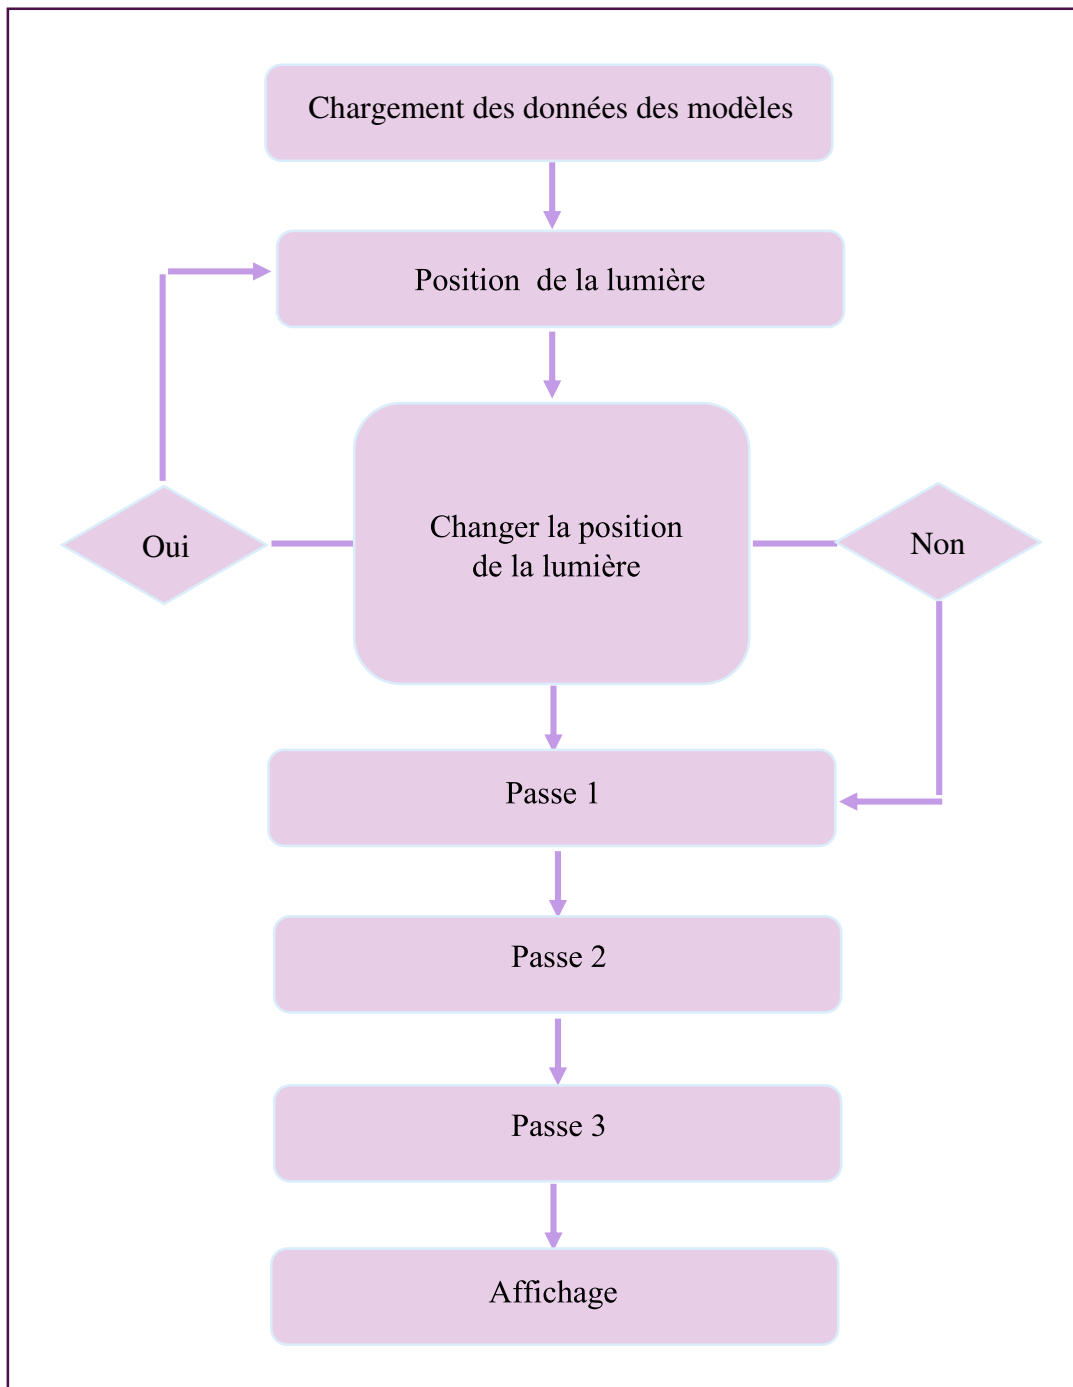 Chargement des données des modèles
Position  de la lumière
Oui
Changer la position
de la lumière
Non
Passe 1
Passe 2
Passe 3
Affichage